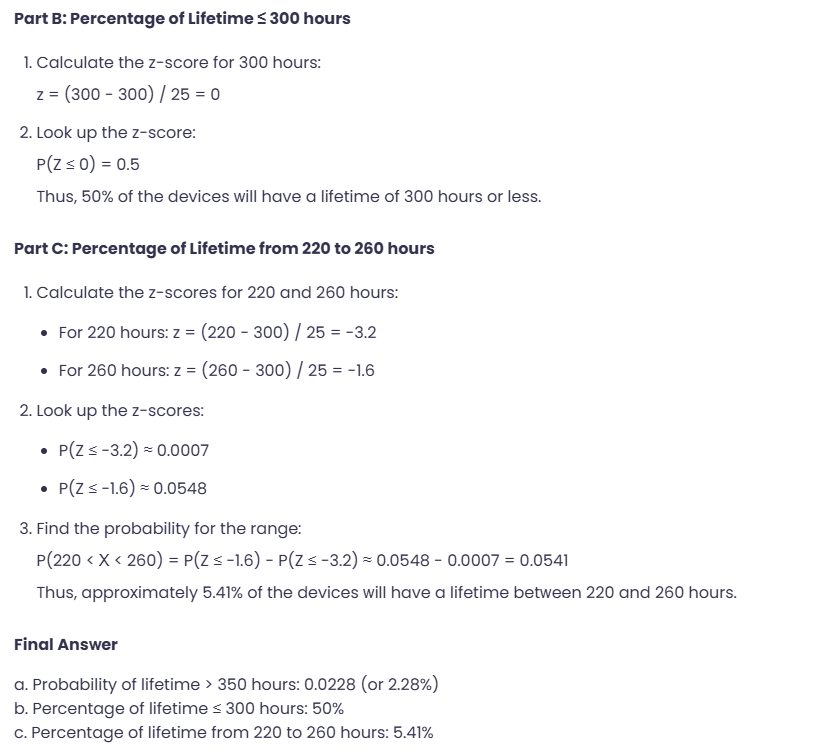 Part B: Percentage of Lifetime ≤ 300 hours
1. Calculate the z-score for 300 hours:
z = (300 - 300) / 25 = 0
2. Look up the z-score:
P(Z ≤ 0) = 0.5
Thus, 50% of the devices will have a lifetime of 300 hours or less.
Part C: Percentage of Lifetime from 220 to 260 hours
1. Calculate the z-scores for 220 and 260 hours:
• For 220 hours: z = (220 - 300) / 25 = -3.2
• For 260 hours: z = (260 - 300) / 25 = -1.6
2. Look up the z-scores:
• P(Z ≤ -3.2) ≈ 0.0007
• P(Z ≤ -1.6) ≈ 0.0548
3. Find the probability for the range:
P(220 < X < 260) = P(Z ≤ -1.6) - P(Z ≤ -3.2) ≈ 0.0548 - 0.0007 = 0.0541
Thus, approximately 5.41% of the devices will have a lifetime between 220 and 260 hours.
Final Answer
a. Probability of lifetime > 350 hours: 0.0228 (or 2.28%)
b. Percentage of lifetime ≤ 300 hours: 50%
c. Percentage of lifetime from 220 to 260 hours: 5.41%